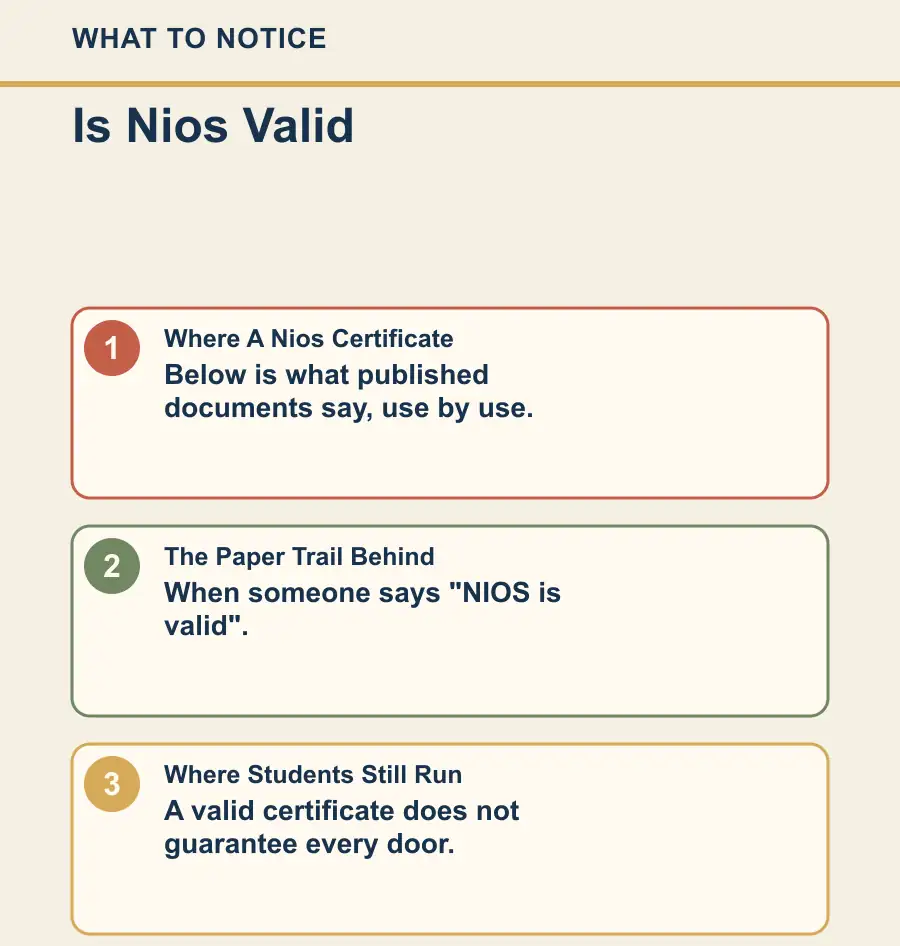 WHAT TO NOTICE
Is Nios Valid
1
Where A Nios Certificate
Below is what published
documents say, use by use.
2
The Paper Trail Behind
When someone says "NIOS is
valid".
3
Where Students Still Run
A valid certificate does not
guarantee every door.